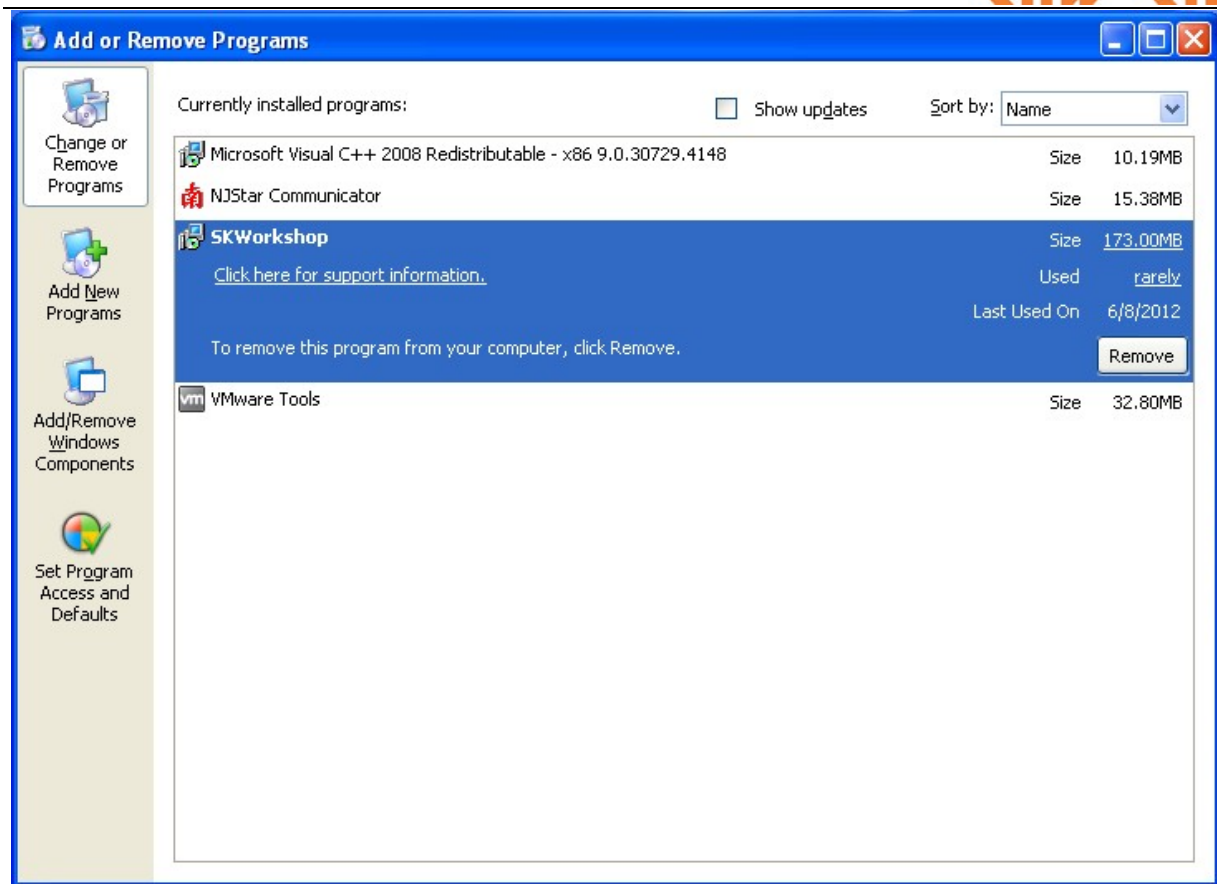 Add or Remove Programs
Change or
Remove
Programs
Add New
Programs
Add/Remove
Windows
Components
Set Program
Access and
Defaults
Currently installed programs: Show updates Sort by: Name
Microsoft Visual C++ 2008 Redistributable - x86 9.0.30729.4148 Size 10.19MB
NJStar Communicator Size 15.38MB
SKWorkshop Size 173.00MB
Click here for support information. Used rarely
Last Used On 6/8/2012
To remove this program from your computer, click Remove. Remove
vm VMware Tools Size 32.80MB